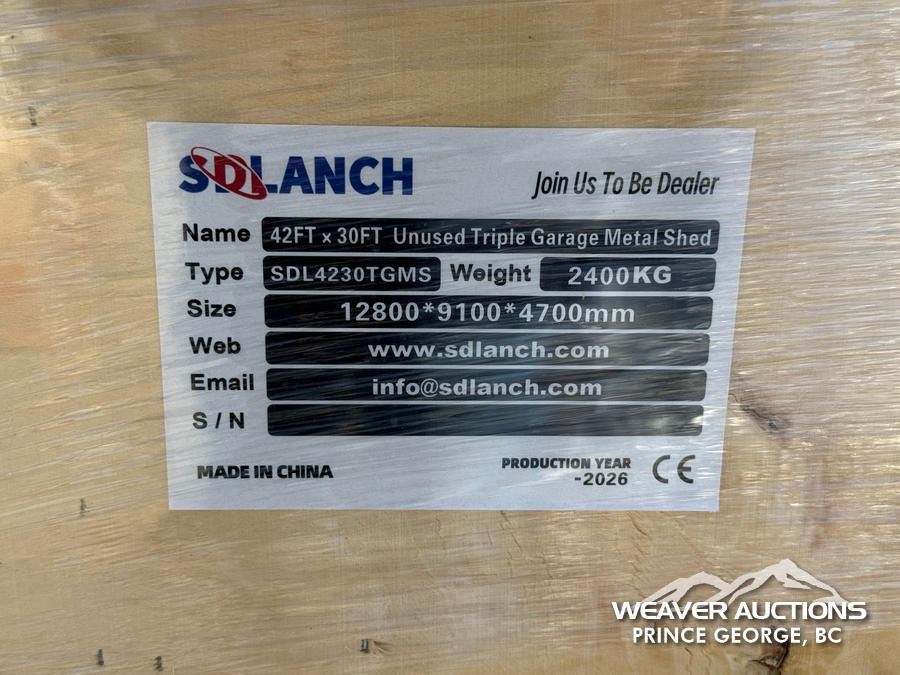 SDLANCH
Join Us To Be Dealer
Name 42FT × 30FT Unused Triple Garage Metal Shed
Type SDL4230TGMS Weight 2400KG
Size 12800*9100*4700mm
Web www.sdlanch.com
Email info@sdlanch.com
S / N
MADE IN CHINA
PRODUCTION YEAR
-2026
CE
WEAVER AUCTIONS
PRINCE GEORGE, BC